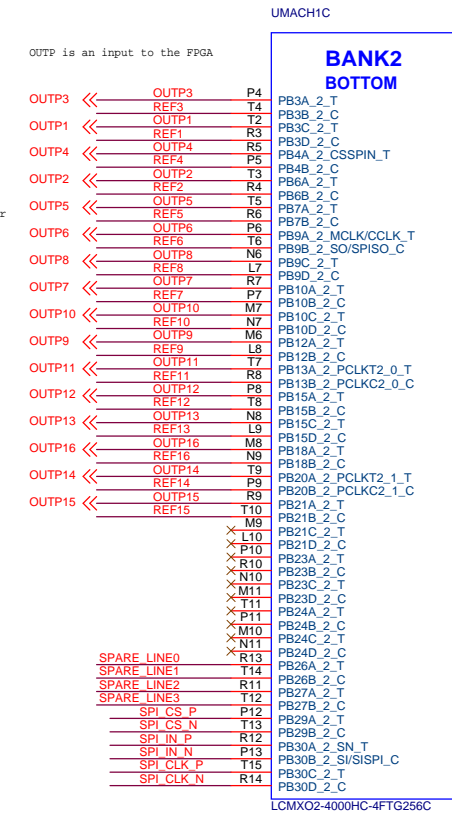 UMACH1C
OUTP is an input to the FPGA
BANK2
BOTTOM
OUTP3 OUTP3 P4 PB3A_2_T
REF3 T4 PB3B_2_C
OUTP1 OUTP1 T2 PB3C_2_T
REF1 R3 PB3D_2_C
OUTP4 OUTP4 R5 PB4A_2_CSSPIN_T
REF4 P5 PB4B_2_C
OUTP2 OUTP2 T3 PB6A_2_T
REF2 R4 PB6B_2_C
OUTP5 OUTP5 T5 PB7A_2_T
r
REF5 R6 PB7B_2_C
OUTP6 OUTP6 P6 PB9A_2_MCLK/CCLK_T
REF6 T6 PB9B_2_SO/SPISO_C
OUTP8 OUTP8 N6 PB9C_2_T
REF8 L7 PB9D_2_C
OUTP7 OUTP7 R7 PB10A_2_T
REF7 P7 PB10B_2_C
OUTP10 OUTP10 M7 PB10C_2_T
REF10 N7 PB10D_2_C
OUTP9 OUTP9 M6 PB12A_2_T
REF9 L8 PB12B_2_C
OUTP11 OUTP11 T7 PB13A_2_PCLKT2_0_T
REF11 R8 PB13B_2_PCLKC2_0_C
OUTP12 OUTP12 P8 PB15A_2_T
REF12 T8 PB15B_2_C
OUTP13 OUTP13 N8 PB15C_2_T
REF13 L9 PB15D_2_C
OUTP16 OUTP16 M8 PB18A_2_T
REF16 N9 PB18B_2_C
OUTP14 OUTP14 T9 PB20A_2_PCLKT2_1_T
REF14 P9 PB20B_2_PCLKC2_1_C
OUTP15 OUTP15 R9 PB21A_2_T
REF15 T10 PB21B_2_C
M9 PB21C_2_T
L10 PB21D_2_C
P10 PB23A_2_T
R10 PB23B_2_C
N10 PB23C_2_T
M11 PB23D_2_C
T11 PB24A_2_T
P11 PB24B_2_C
M10 PB24C_2_T
N11 PB24D_2_C
SPARE_LINE0 R13 PB26A_2_T
SPARE_LINE1 T14 PB26B_2_C
SPARE_LINE2 R11 PB27A_2_T
SPARE_LINE3 T12 PB27B_2_C
SPI_CS_P P12 PB29A_2_T
SPI_CS_N T13 PB29B_2_C
SPI_IN_P R12 PB30A_2_SN_T
SPI_IN_N P13 PB30B_2_SI/SISPI_C
SPI_CLK_P T15 PB30C_2_T
SPI_CLK_N R14 PB30D_2_C
LCMXO2-4000HC-4FTG256C